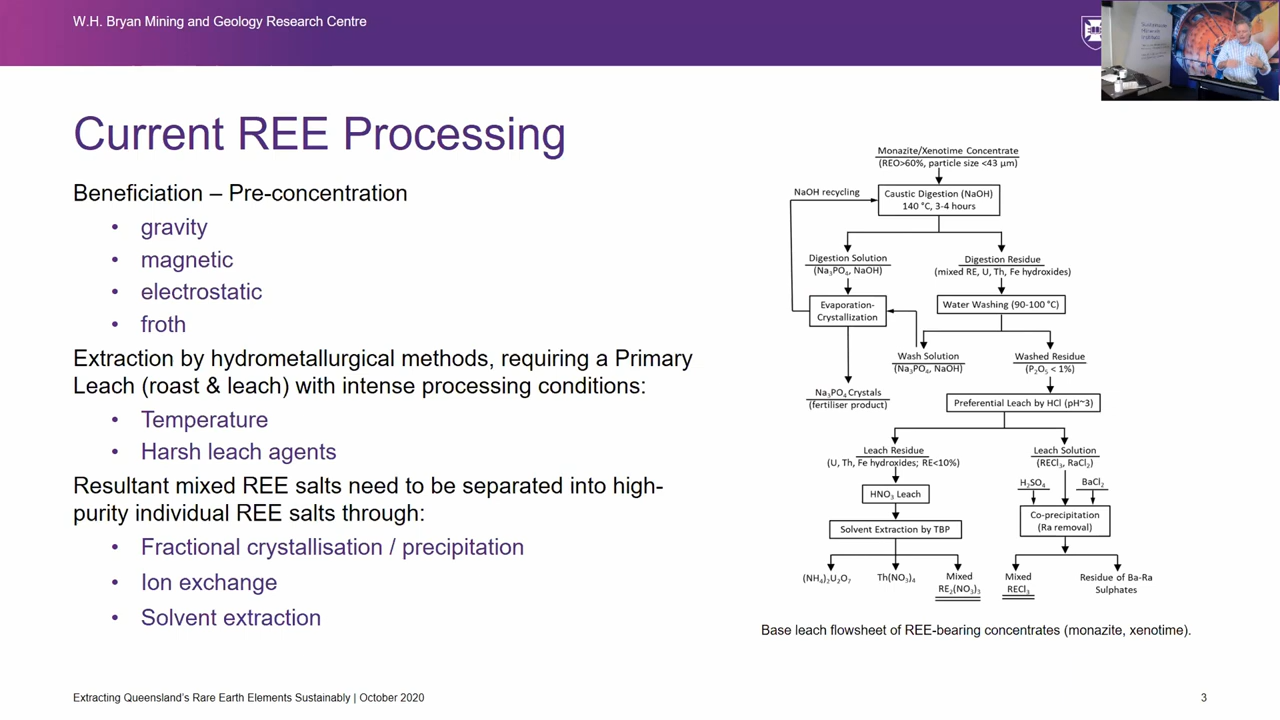 W.H. Bryan Mining and Geology Research Centre
Current REE Processing
Beneficiation – Pre-concentration
• gravity
• magnetic
• electrostatic
• froth
Extraction by hydrometallurgical methods, requiring a Primary
Leach (roast & leach) with intense processing conditions:
• Temperature
• Harsh leach agents
Resultant mixed REE salts need to be separated into high-
purity individual REE salts through:
• Fractional crystallisation / precipitation
• Ion exchange
• Solvent extraction
Monazite/Xenotime Concentrate
(REO>60%, particle size <43 µm)
NaOH recycling
Caustic Digestion (NaOH)
140 °C, 3-4 hours
Digestion Solution
(Na₃PO₄, NaOH)
Digestion Residue
(mixed RE, U, Th, Fe hydroxides)
Evaporation-
Crystallization
Water Washing (90-100 °C)
Wash Solution
(Na₃PO₄, NaOH)
Washed Residue
(P₂O₅ < 1%)
Na₃PO₄ Crystals
(fertiliser product)
Preferential Leach by HCl (pH~3)
Leach Residue
(U, Th, Fe hydroxides; RE<10%)
Leach Solution
(RECl₃, RaCl₂)
HNO₃ Leach
H₂SO₄
BaCl₂
Solvent Extraction by TBP
Co-precipitation
(Ra removal)
(NH₄)₂U₂O₇
Th(NO₃)₄
Mixed
RE₂(NO₃)₃
Mixed
RECl₃
Residue of Ba-Ra
Sulphates
Base leach flowsheet of REE-bearing concentrates (monazite, xenotime).
Extracting Queensland's Rare Earth Elements Sustainably | October 2020
3